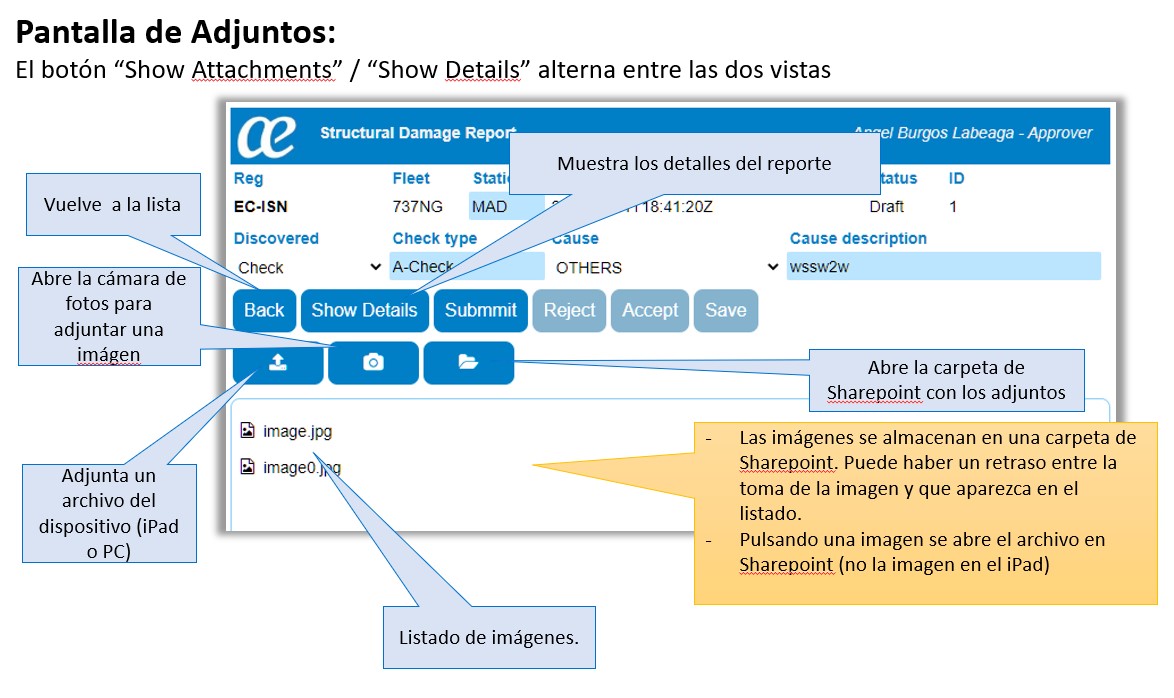 Pantalla de Adjuntos:
El botón “Show Attachments” / “Show Details” alterna entre las dos vistas
æ Structural Damage Report
Angel Burgos Labeaga - Approver
Muestra los detalles del reporte
Vuelve a la lista
Reg Fleet ID
EC-ISN 737NG MAD 18:41:20Z Draft 1
Discovered Check type Cause Cause description
Check A-Check OTHERS wssw2w
Abre la cámara de
fotos para
adjuntar una
imágen
Back Show Details Submmit Reject Accept Save
Abre la carpeta de
Sharepoint con los adjuntos
image.jpg
image0.jpg
Adjunta un
archivo del
dispositivo (iPad
o PC)
- Las imágenes se almacenan en una carpeta de
Sharepoint. Puede haber un retraso entre la
toma de la imagen y que aparezca en el
listado.
- Pulsando una imagen se abre el archivo en
Sharepoint (no la imagen en el iPad)
Listado de imágenes.